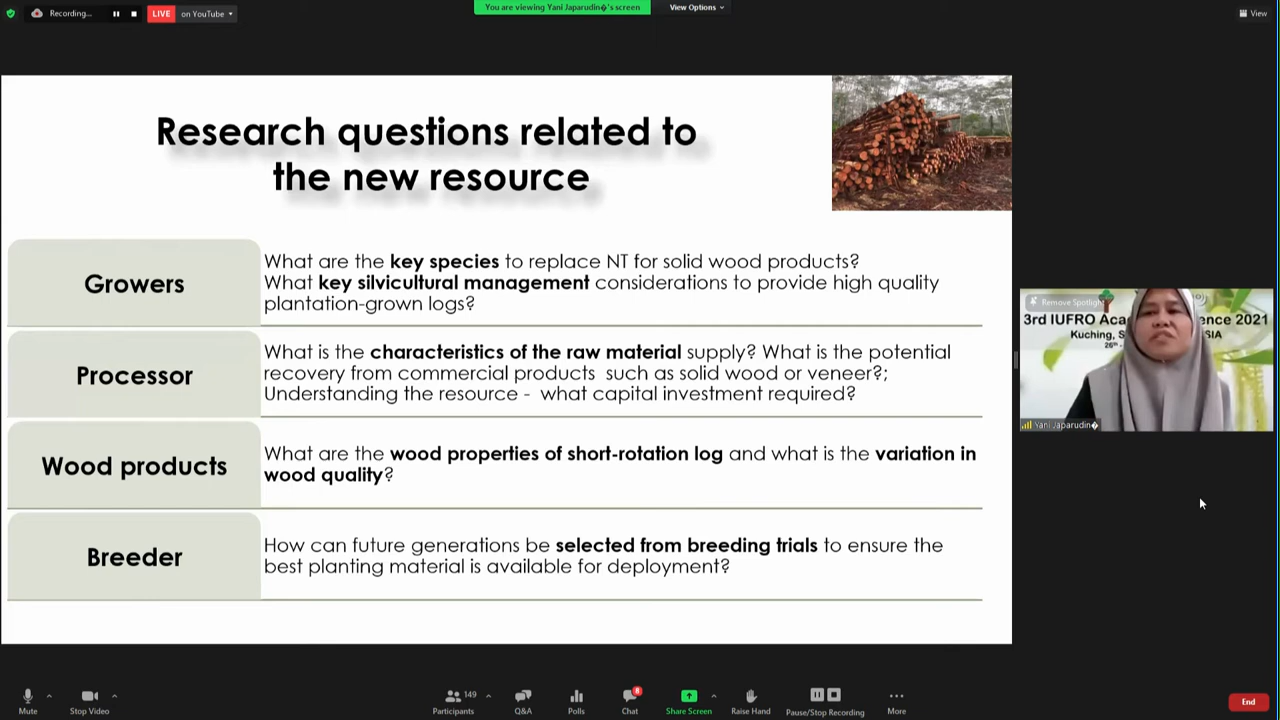 Recording...
LIVE
on YouTube
You are viewing Yani Japarudin�'s screen
View Options
View
Research questions related to
the new resource
Growers
What are the key species to replace NT for solid wood products?
What key silvicultural management considerations to provide high quality
plantation-grown logs?
Processor
What is the characteristics of the raw material supply? What is the potential
recovery from commercial products such as solid wood or veneer?;
Understanding the resource - what capital investment required?
Wood products
What are the wood properties of short-rotation log and what is the variation in
wood quality?
Breeder
How can future generations be selected from breeding trials to ensure the
best planting material is available for deployment?
Remove Spotlight
3rd IUFRO Aca ence 2021
Kuching, S SIA
26th
Yani Japarudin�
Mute
Stop Video
149
Participants
Q&A
Polls
8
Chat
Share Screen
Raise Hand
Pause/Stop Recording
More
End